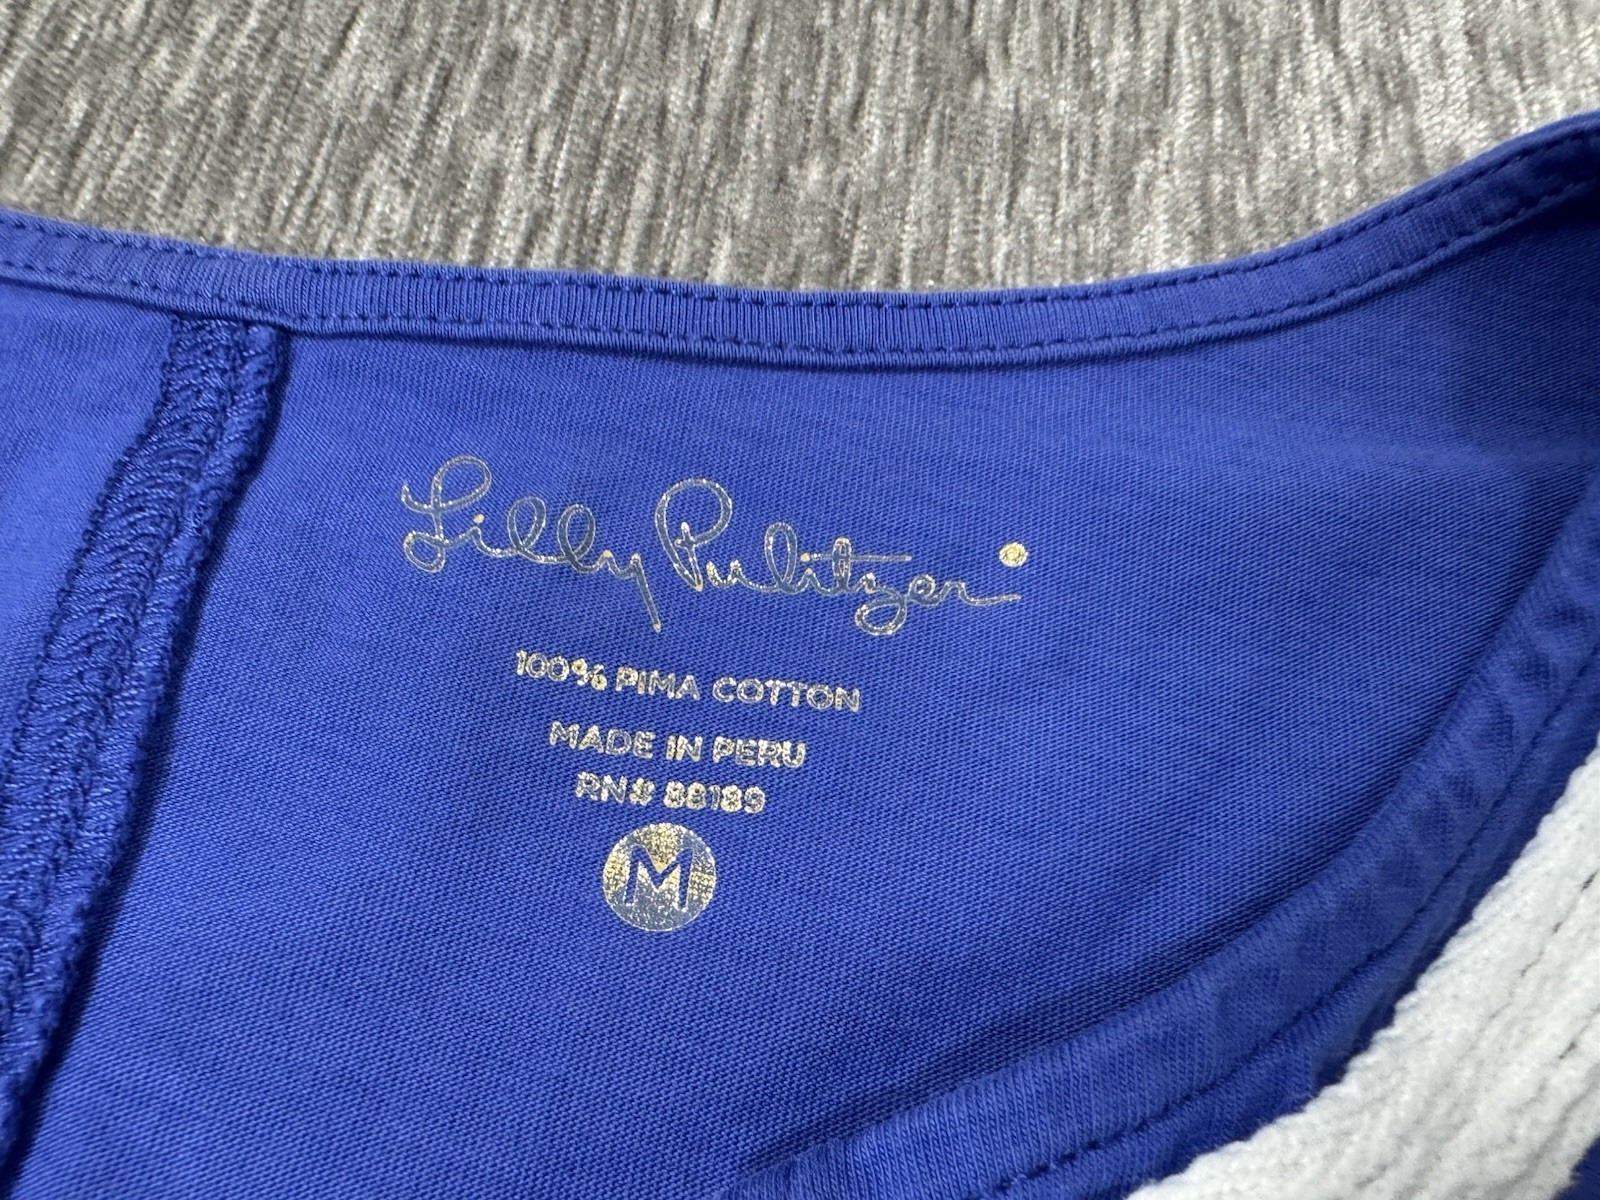 Lilly Pulitzer
100% PIMA COTTON
MADE IN PERU
RN# 88189
M